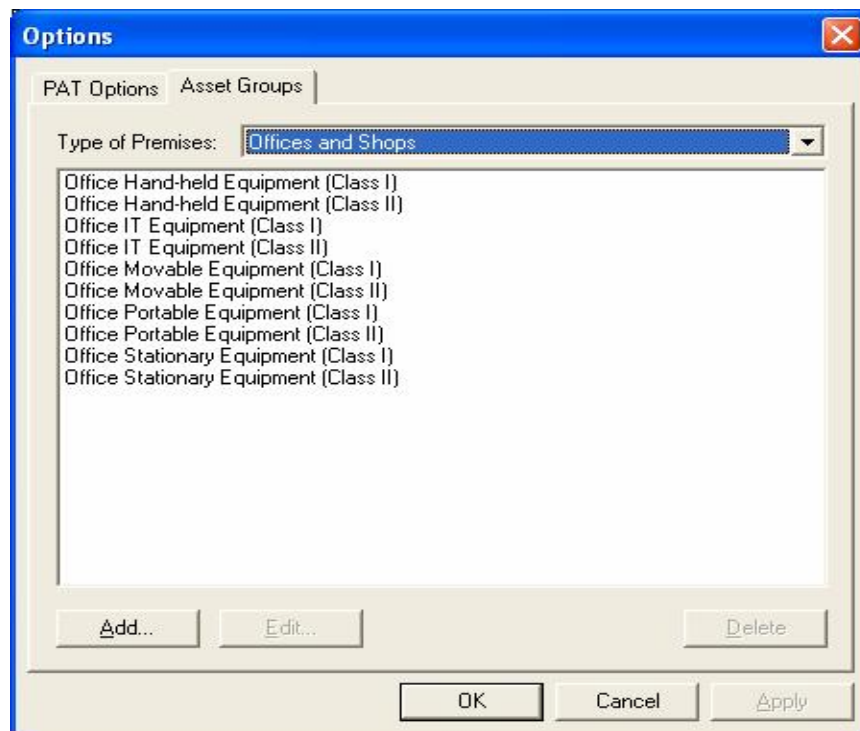 Options
PAT Options Asset Groups
Type of Premises: Offices and Shops
Office Hand-held Equipment (Class I)
Office Hand-held Equipment (Class II)
Office IT Equipment (Class I)
Office IT Equipment (Class II)
Office Movable Equipment (Class I)
Office Movable Equipment (Class II)
Office Portable Equipment (Class I)
Office Portable Equipment (Class II)
Office Stationary Equipment (Class I)
Office Stationary Equipment (Class II)
Add... Edit... Delete
OK Cancel Apply